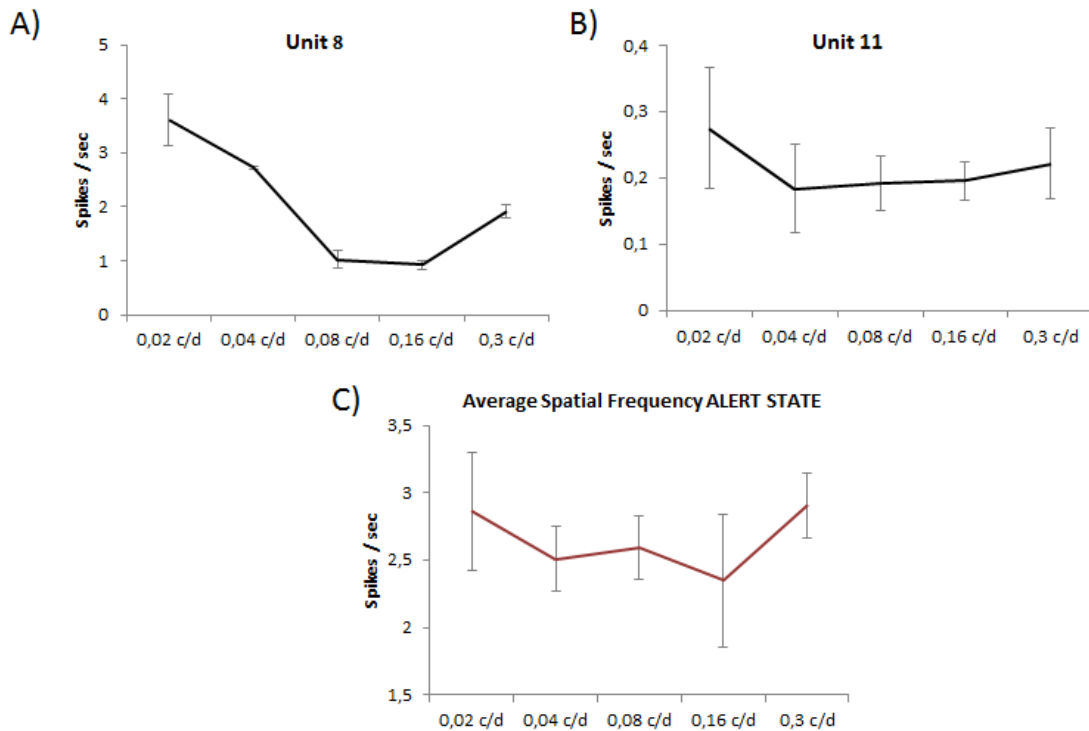 A)
Unit 8
Spikes / sec
5
4
3
2
1
0
0,02 c/d 0,04 c/d 0,08 c/d 0,16 c/d 0,3 c/d
B)
Unit 11
Spikes / sec
0,4
0,3
0,2
0,1
0
0,02 c/d 0,04 c/d 0,08 c/d 0,16 c/d 0,3 c/d
C)
Average Spatial Frequency ALERT STATE
Spikes / sec
3,5
3
2,5
2
1,5
0,02 c/d 0,04 c/d 0,08 c/d 0,16 c/d 0,3 c/d